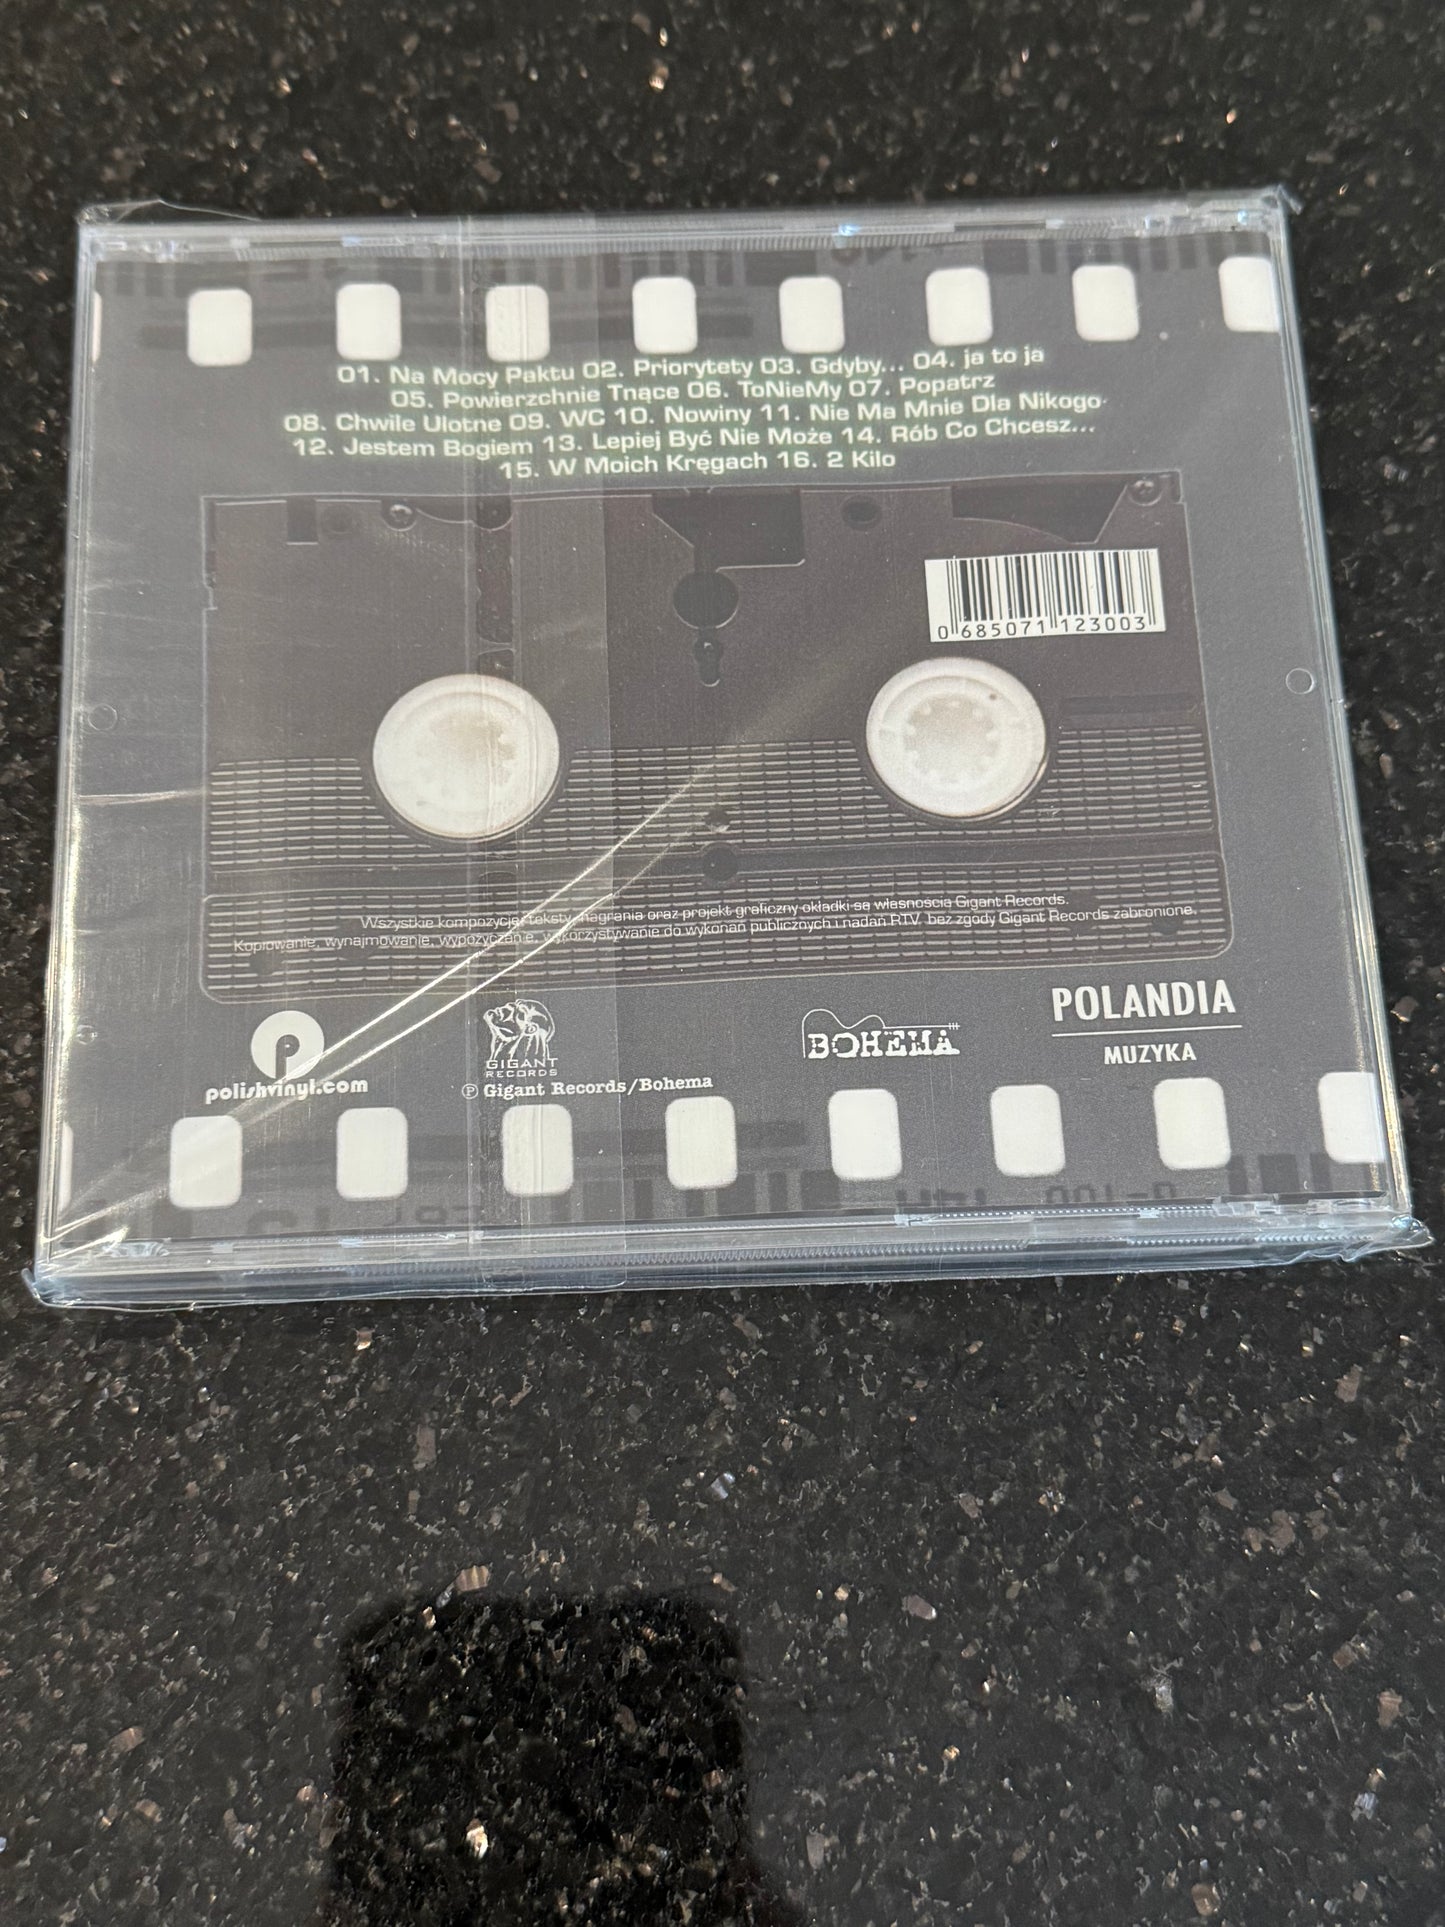 01. Na Mocy Paktu 02. Priorytety 03. Gdyby... 04. ja to ja
05. Powierzchnie Tnące 06. ToNieMy 07. Popatrz
08. Chwile Ulotne 09. WC 10. Nowiny 11. Nie Ma Mnie Dla Nikogo
12. Jestem Bogiem 13. Lepiej Być Nie Może 14. Rób Co Chcesz...
15. W Moich Kręgach 16. 2 Kilo
0 685071 123003
Wszystkie kompozycje, teksty, nagrania oraz projekt graficzny okładki są własnością Gigant Records.
Kopiowanie, wynajmowanie, wypożyczanie, wykorzystywanie do wykonań publicznych i nadań RTV, bez zgody Gigant Records zabronione.
p
polishvinyl.com
GIGANT
RECORDS
℗ Gigant Records/Bohema
BOHEMA
POLANDIA
MUZYKA